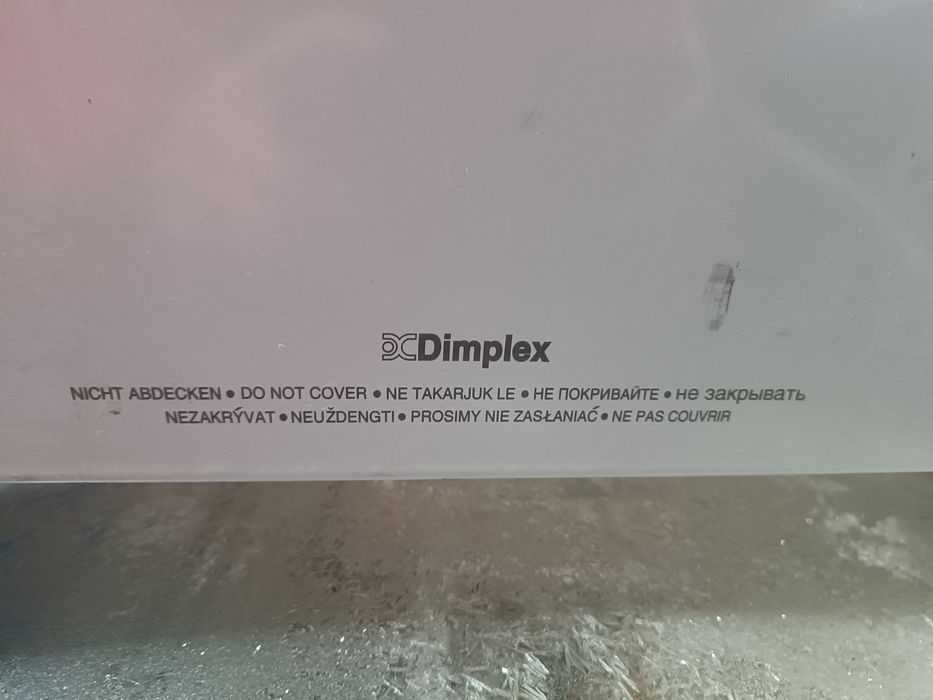 Dimplex
NICHT ABDECKEN • DO NOT COVER • NE TAKARJUK LE • НЕ ПОКРИВАЙТЕ • не закрывать
NEZAKRÝVAT • NEUŽDENGTI • PROSIMY NIE ZASŁANIAĆ • NE PAS COUVRIR